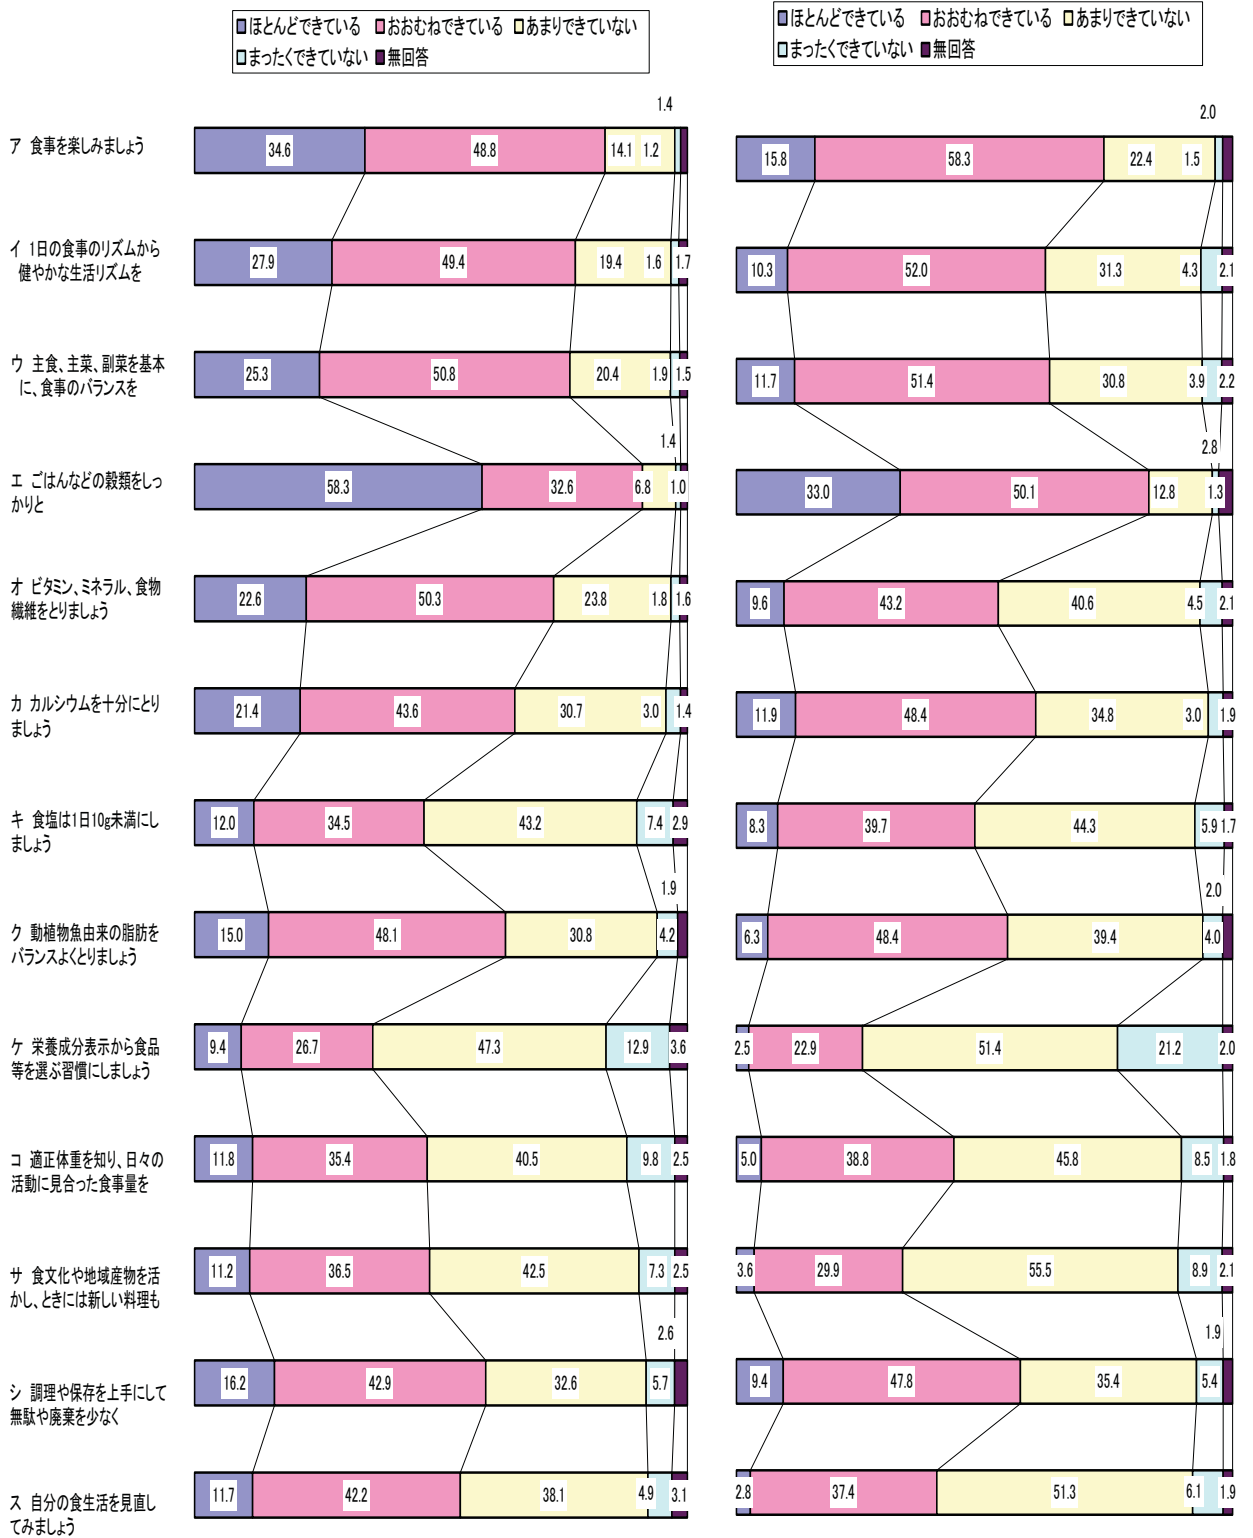 ほとんどできている おおむねできている あまりできていない
まったくできていない 無回答
ほとんどできている おおむねできている あまりできていない
まったくできていない 無回答
1.4
2.0
ア 食事を楽しみましょう
34.6 48.8 14.1 1.2
15.8 58.3 22.4 1.5
イ 1日の食事のリズムから
健やかな生活リズムを
27.9 49.4 19.4 1.6 1.7
10.3 52.0 31.3 4.3 2.1
ウ 主食、主菜、副菜を基本
に、食事のバランスを
25.3 50.8 20.4 1.9 1.5
11.7 51.4 30.8 3.9 2.2
1.4
2.8
エ ごはんなどの穀類をしっ
かりと
58.3 32.6 6.8 1.0
33.0 50.1 12.8 1.3
オ ビタミン、ミネラル、食物
繊維をとりましょう
22.6 50.3 23.8 1.8 1.6
9.6 43.2 40.6 4.5 2.1
カ カルシウムを十分にとり
ましょう
21.4 43.6 30.7 3.0 1.4
11.9 48.4 34.8 3.0 1.9
キ 食塩は1日10g未満にし
ましょう
12.0 34.5 43.2 7.4 2.9
8.3 39.7 44.3 5.9 1.7
1.9
2.0
ク 動植物魚由来の脂肪を
バランスよくとりましょう
15.0 48.1 30.8 4.2
6.3 48.4 39.4 4.0
ケ 栄養成分表示から食品
等を選ぶ習慣にしましょう
9.4 26.7 47.3 12.9 3.6
2.5 22.9 51.4 21.2 2.0
コ 適正体重を知り、日々の
活動に見合った食事量を
11.8 35.4 40.5 9.8 2.5
5.0 38.8 45.8 8.5 1.8
サ 食文化や地域産物を活
かし、ときには新しい料理も
11.2 36.5 42.5 7.3 2.5
3.6 29.9 55.5 8.9 2.1
2.6
1.9
シ 調理や保存を上手にして
無駄や廃棄を少なく
16.2 42.9 32.6 5.7
9.4 47.8 35.4 5.4
ス 自分の食生活を見直し
てみましょう
11.7 42.2 38.1 4.9 3.1
2.8 37.4 51.3 6.1 1.9